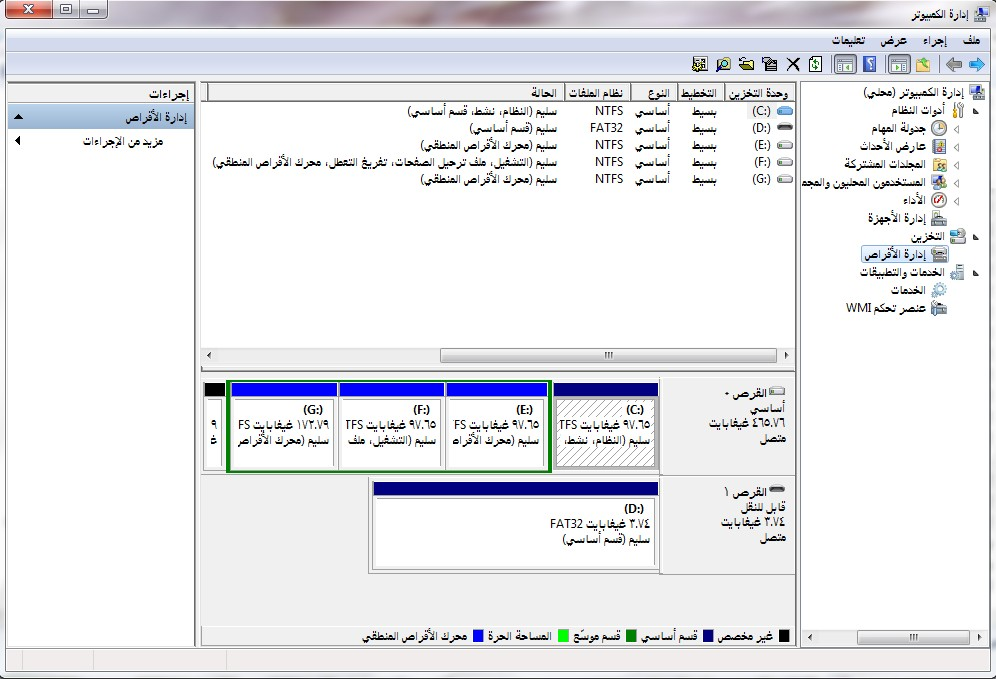 إدارة الكمبيوتر
ملف إجراء عرض تعليمات
إدارة الكمبيوتر (محلي)
أدوات النظام
جدولة المهام
عارض الأحداث
المجلدات المشتركة
المستخدمون المحليون والمجم
الأداء
إدارة الأجهزة
التخزين
إدارة الأقراص
الخدمات والتطبيقات
الخدمات
عنصر تحكم WMI
وحدة التخزين التخطيط النوع نظام الملفات الحالة
(C:) بسيط أساسي NTFS سليم (النظام، نشط، قسم أساسي)
(D:) بسيط أساسي FAT32 سليم (قسم أساسي)
(E:) بسيط أساسي NTFS سليم (محرك الأقراص المنطقي)
(F:) بسيط أساسي NTFS سليم (التشغيل، ملف ترحيل الصفحات، تفريغ التعطل، محرك الأقراص المنطقي)
(G:) بسيط أساسي NTFS سليم (محرك الأقراص المنطقي)
القرص ٠
أساسي
٤٦٥.٧٦ غيغابايت
متصل
(C:)
٩٧.٦٥ غيغابايت TFS
سليم (النظام، نشط،
(E:)
٩٧.٦٥ غيغابايت FS
سليم (محرك الأقراص
(F:)
٩٧.٦٥ غيغابايت TFS
سليم (التشغيل، ملف
(G:)
١٧٢.٧٩ غيغابايت FS
سليم (محرك الأقراص
٩
غ
القرص ١
قابل للنقل
٣.٧٤ غيغابايت
متصل
(D:)
٣.٧٤ غيغابايت FAT32
سليم (قسم أساسي)
غير مخصص قسم أساسي قسم موسّع المساحة الحرة محرك الأقراص المنطقي
إجراءات
إدارة الأقراص
مزيد من الإجراءات